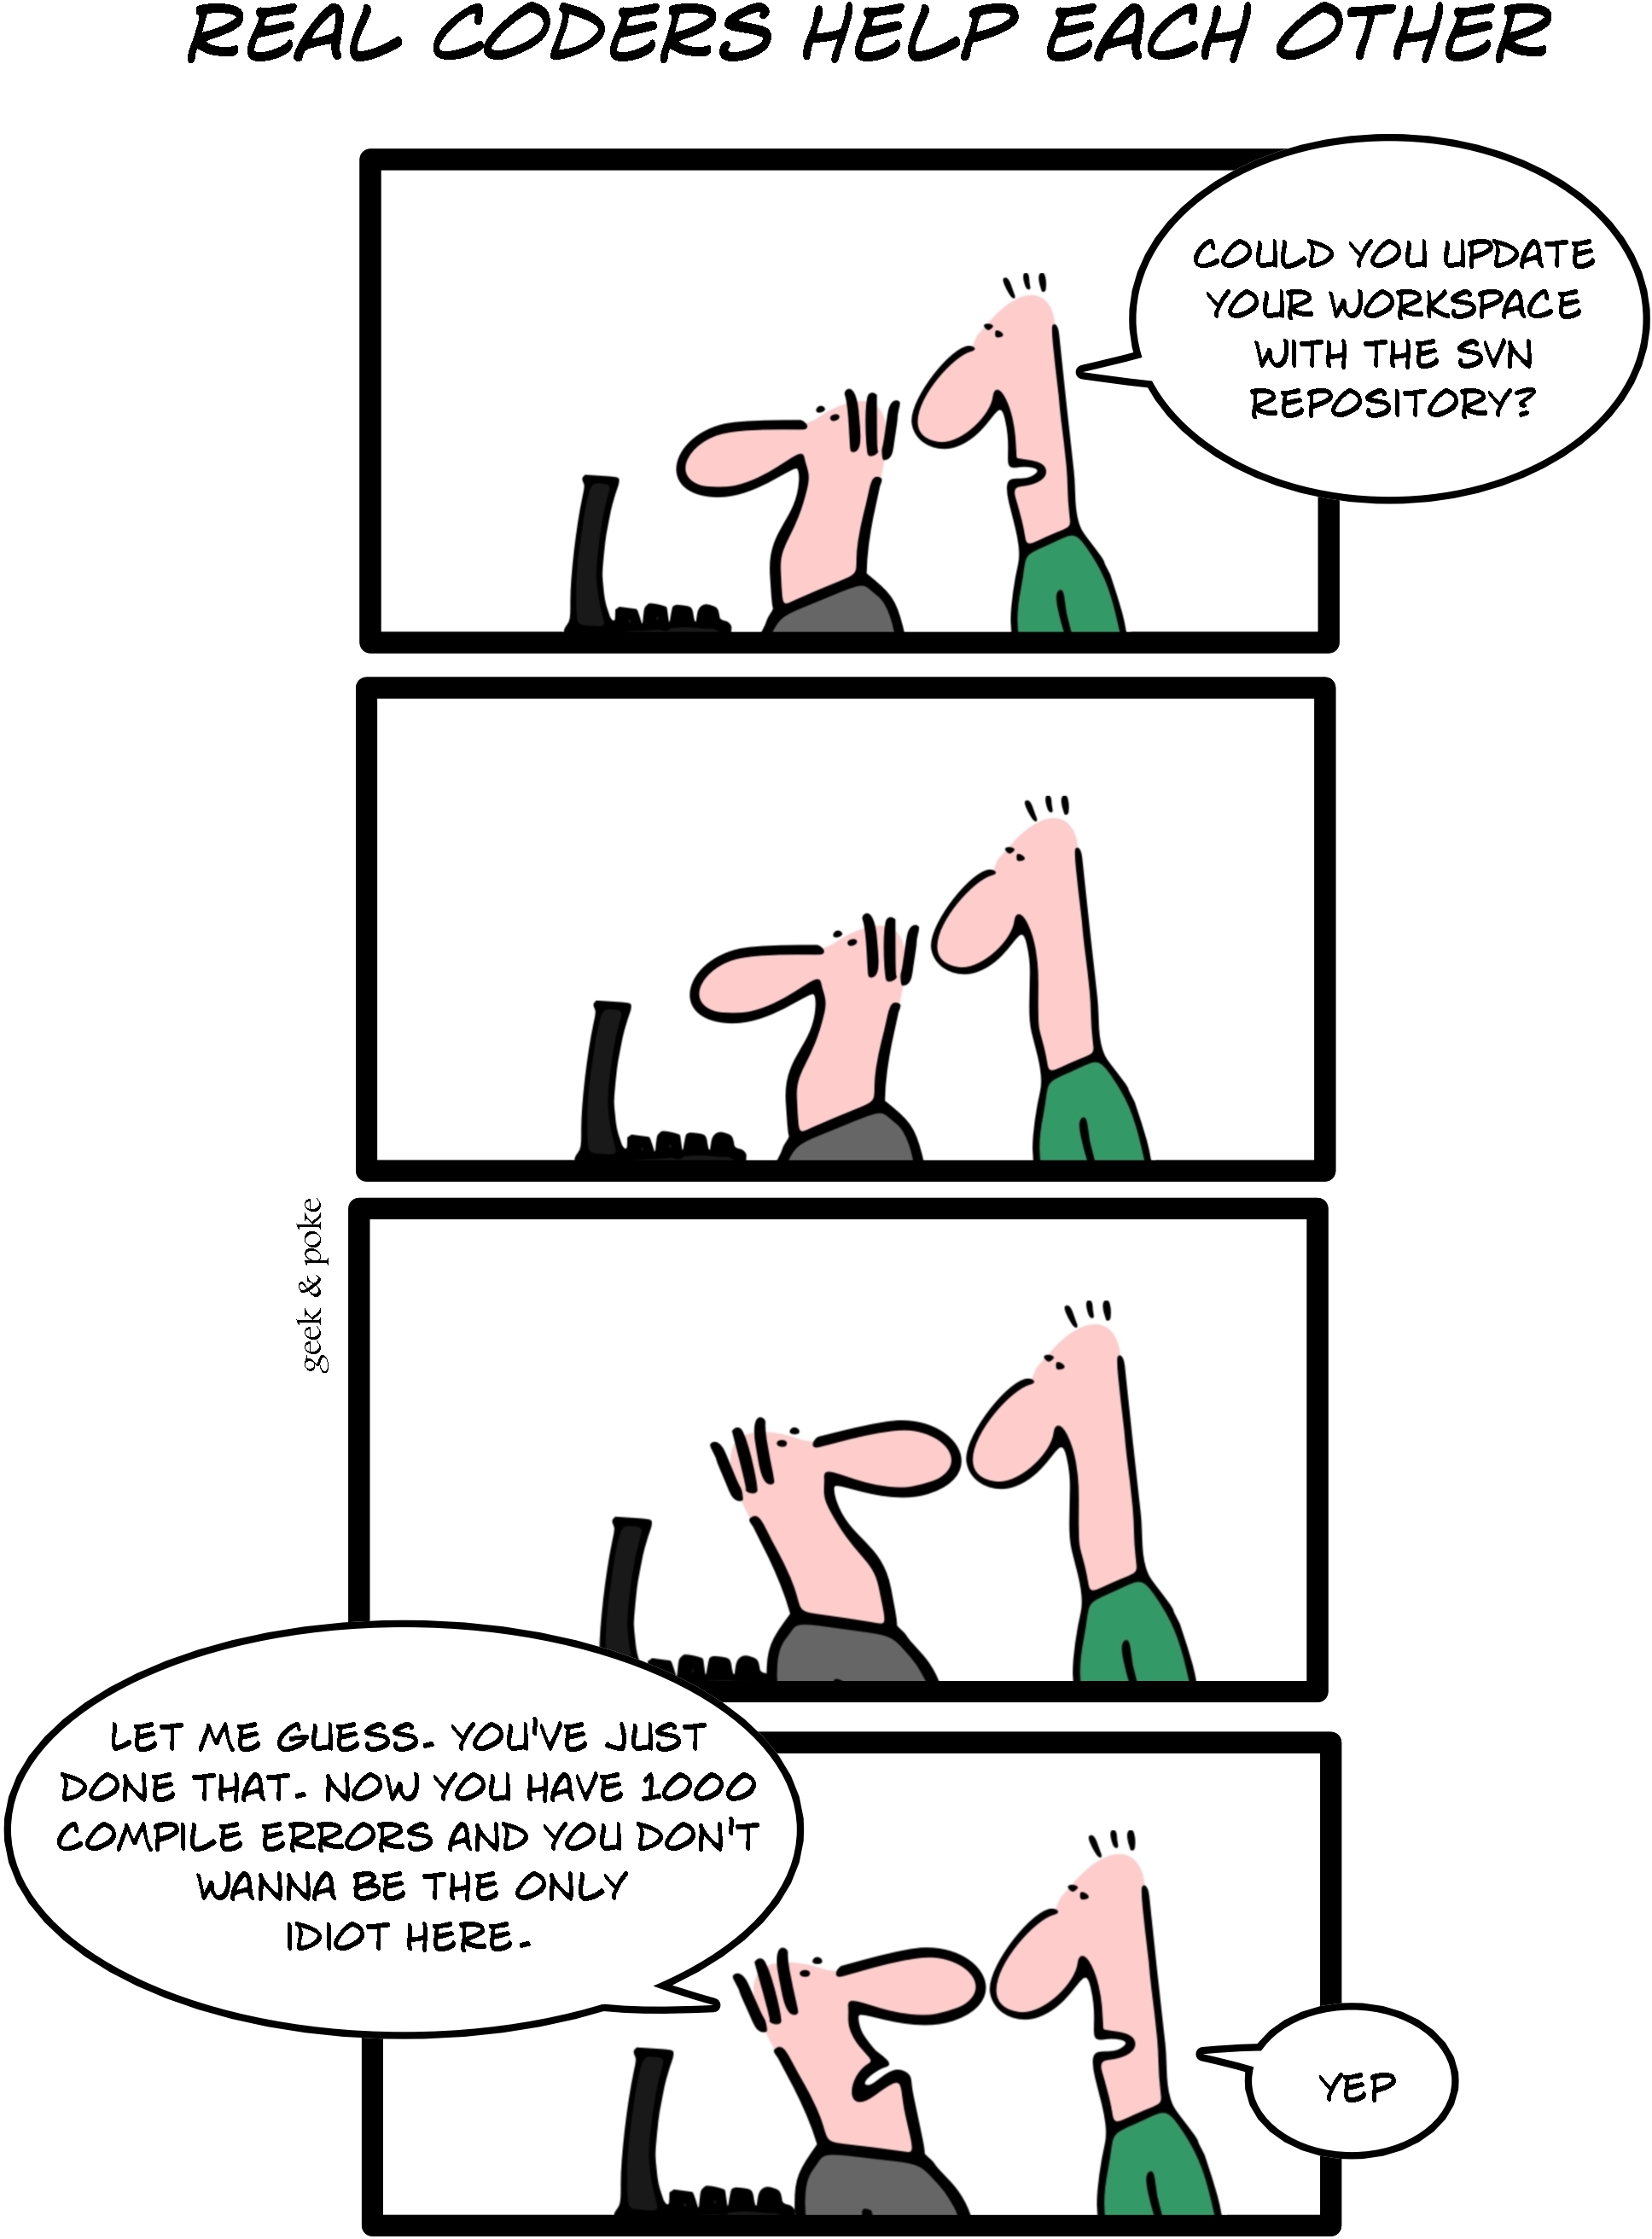 REAL CODERS HELP EACH OTHER
COULD YOU UPDATE
YOUR WORKSPACE
WITH THE SVN
REPOSITORY?
geek & poke
LET ME GUESS. YOU'VE JUST
DONE THAT. NOW YOU HAVE 1000
COMPILE ERRORS AND YOU DON'T
WANNA BE THE ONLY
IDIOT HERE.
YEP